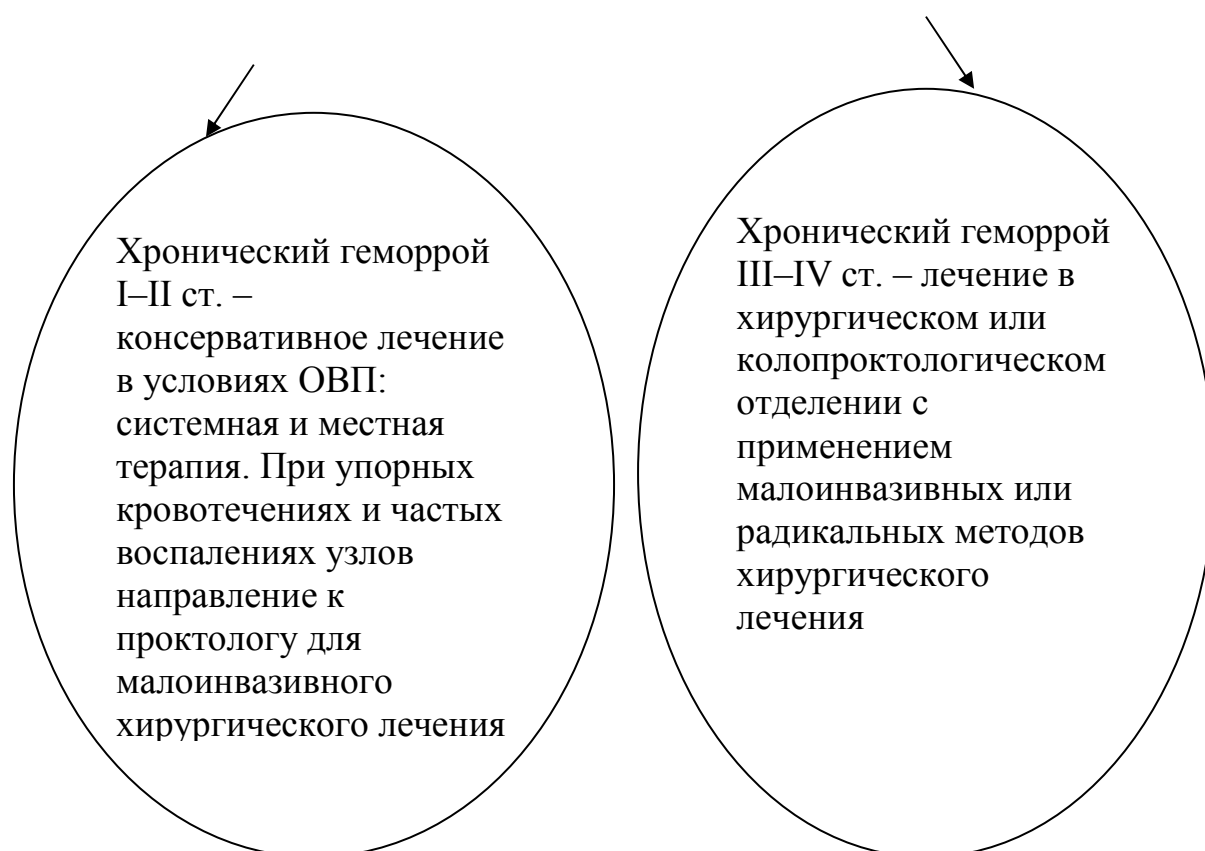 Хронический геморрой
I–II ст. –
консервативное лечение
в условиях ОВП:
системная и местная
терапия. При упорных
кровотечениях и частых
воспалениях узлов
направление к
проктологу для
малоинвазивного
хирургического лечения
Хронический геморрой
III–IV ст. – лечение в
хирургическом или
колопроктологическом
отделении с
применением
малоинвазивных или
радикальных методов
хирургического
лечения